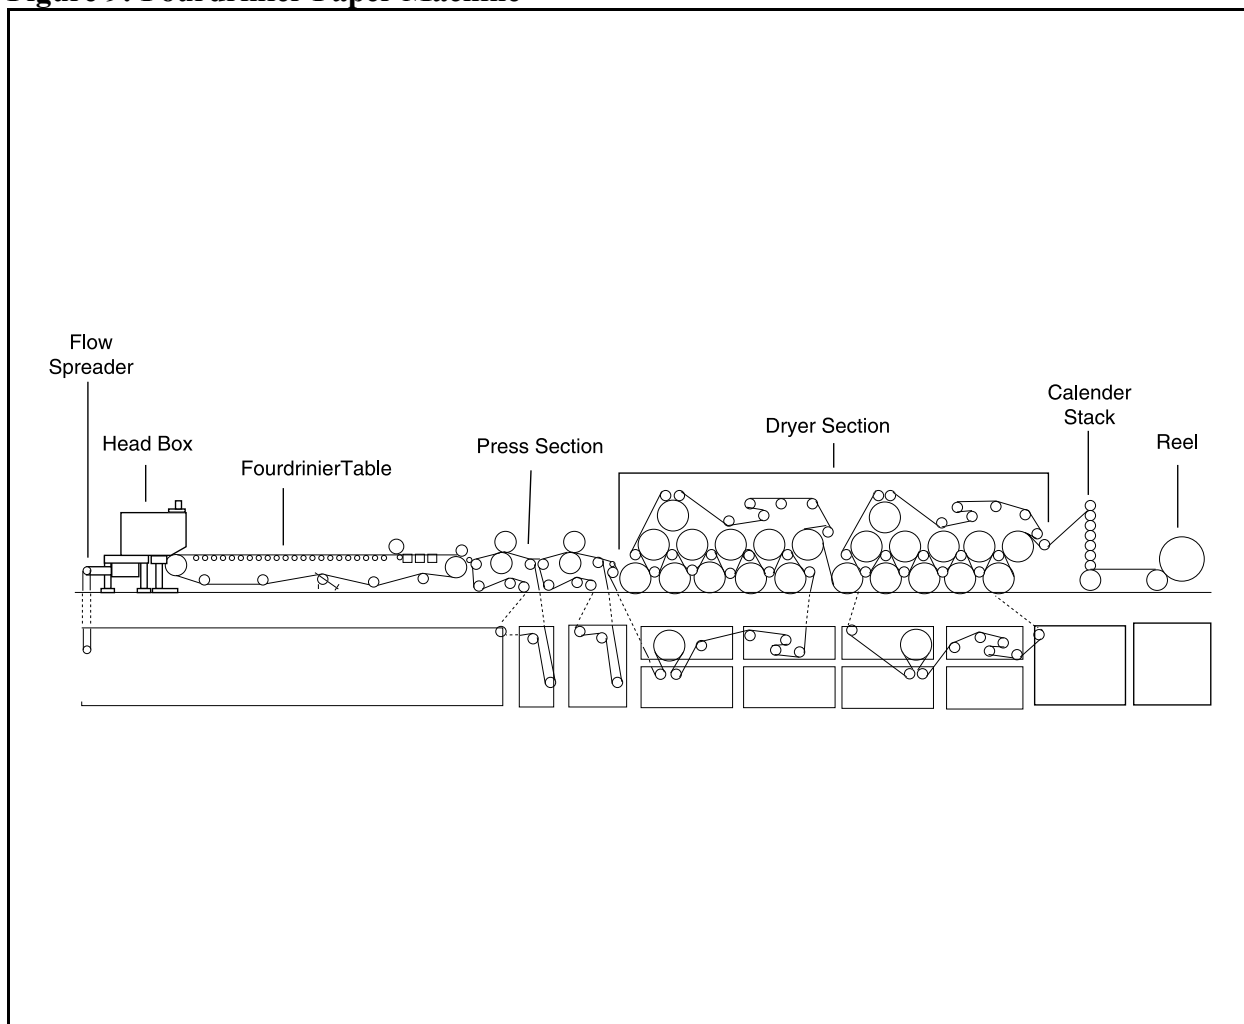 Figure 9. Fourdrinier Paper Machine
Flow
Spreader
Head Box
FourdrinierTable
Press Section
Dryer Section
Calender
Stack
Reel